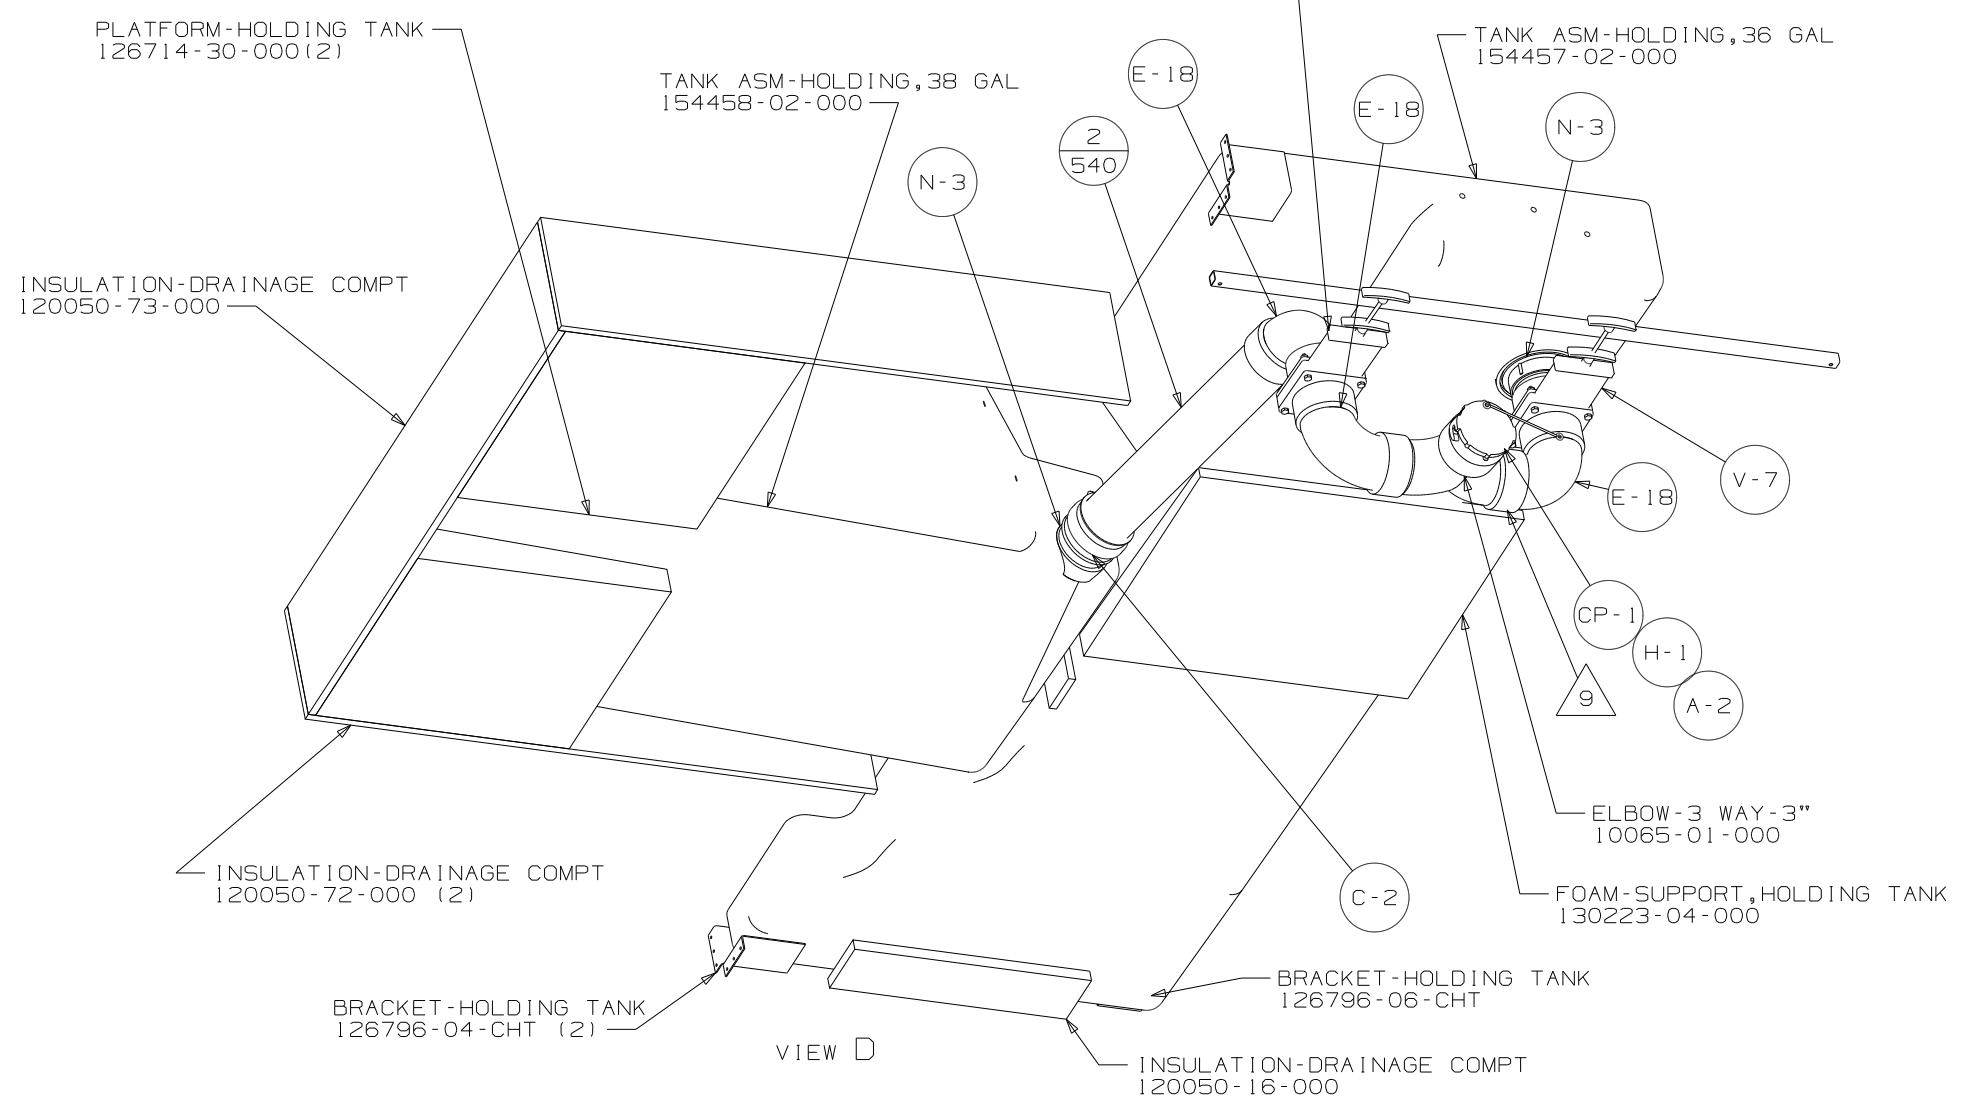 PLATFORM-HOLDING TANK
126714-30-000(2)
TANK ASM-HOLDING,38 GAL
154458-02-000
TANK ASM-HOLDING,36 GAL
154457-02-000
E-18
E-18
N-3
2
540
N-3
INSULATION-DRAINAGE COMPT
120050-73-000
V-7
E-18
CP-1
H-1
A-2
9
ELBOW-3 WAY-3"
10065-01-000
INSULATION-DRAINAGE COMPT
120050-72-000 (2)
C-2
FOAM-SUPPORT,HOLDING TANK
130223-04-000
BRACKET-HOLDING TANK
126796-06-CHT
BRACKET-HOLDING TANK
126796-04-CHT (2)
VIEW D
INSULATION-DRAINAGE COMPT
120050-16-000